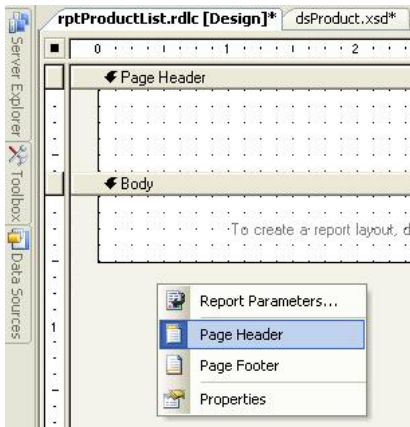 rptProductList.rdlc [Design]* dsProduct.xsd*
Server Explorer
Toolbox
Data Sources
0 1 2
Page Header
Body
To create a report layout, d
1
Report Parameters...
Page Header
Page Footer
Properties